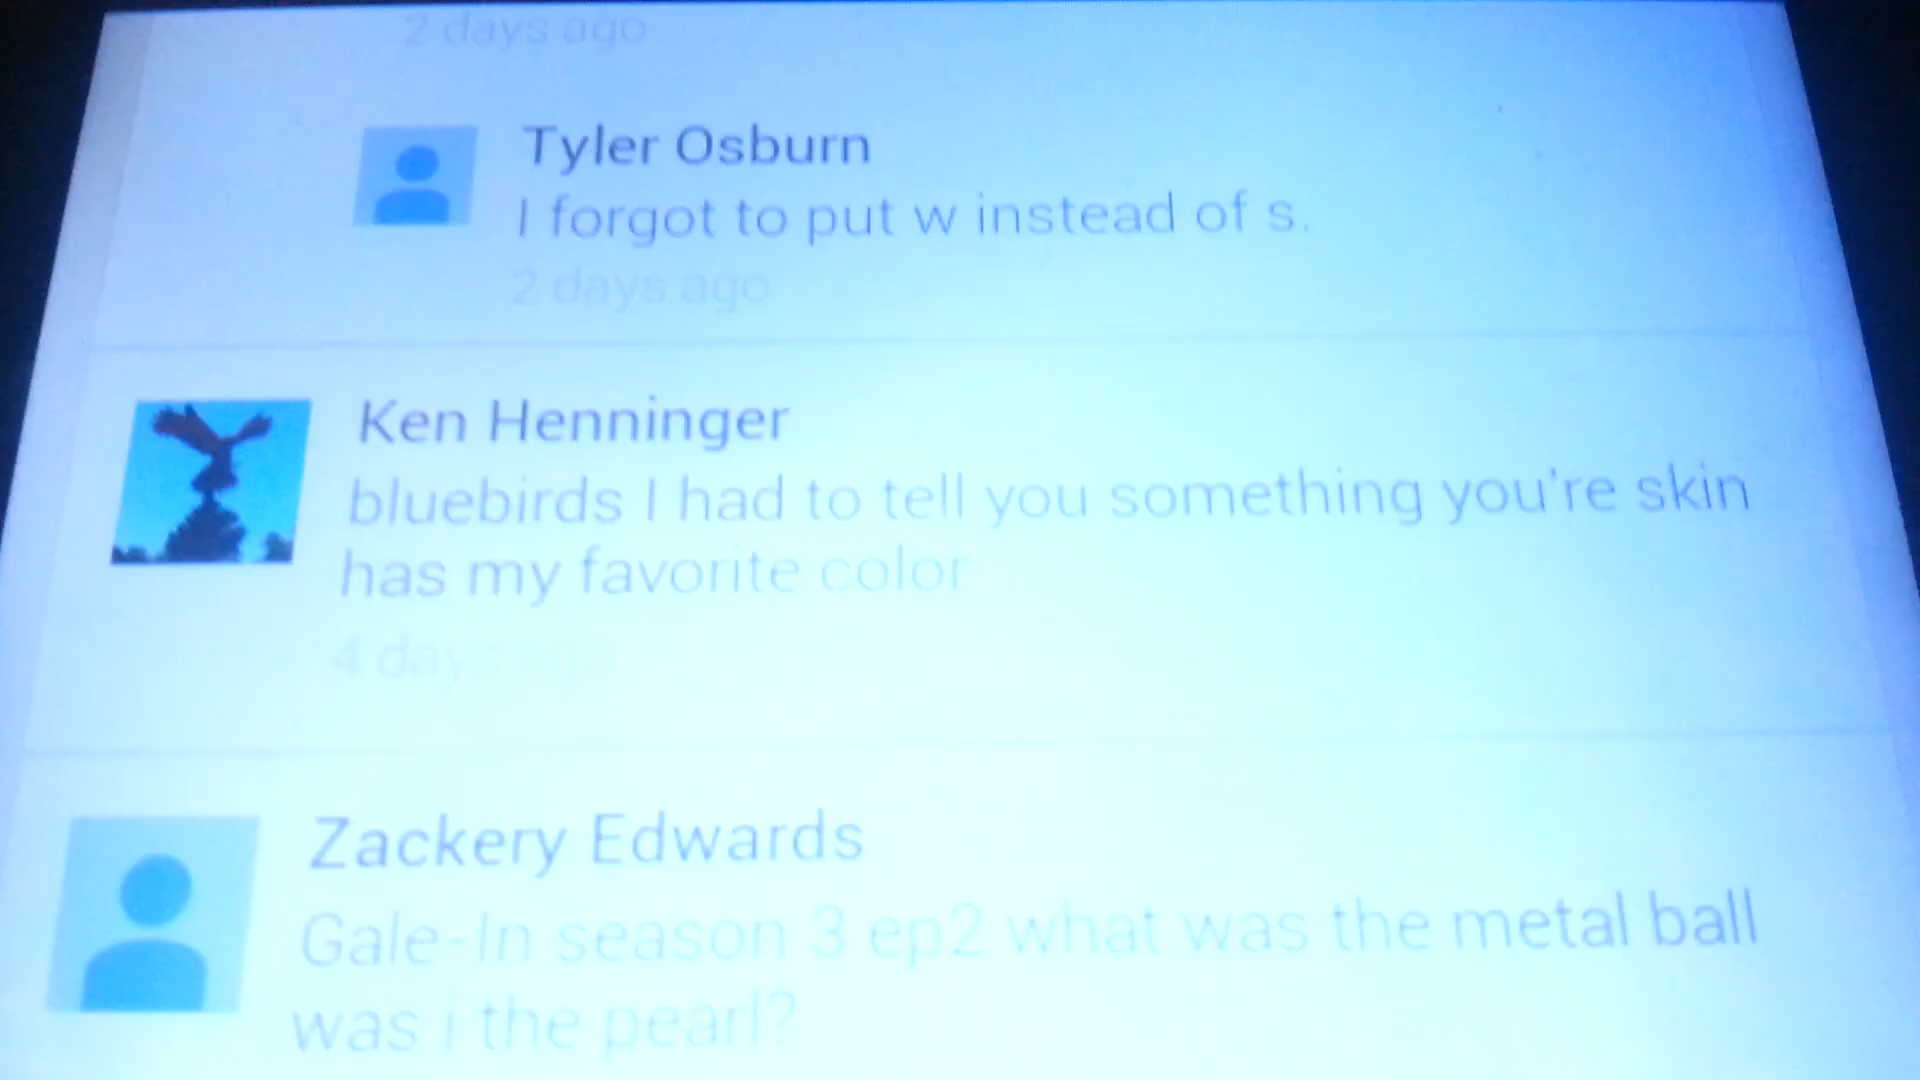 2 days ago
Tyler Osburn
I forgot to put w instead of s.
2 days ago
Ken Henninger
bluebirds I had to tell you something you're skin
has my favorite color
4 days ago
Zackery Edwards
Gale-In season 3 ep2 what was the metal ball
was i the pearl?